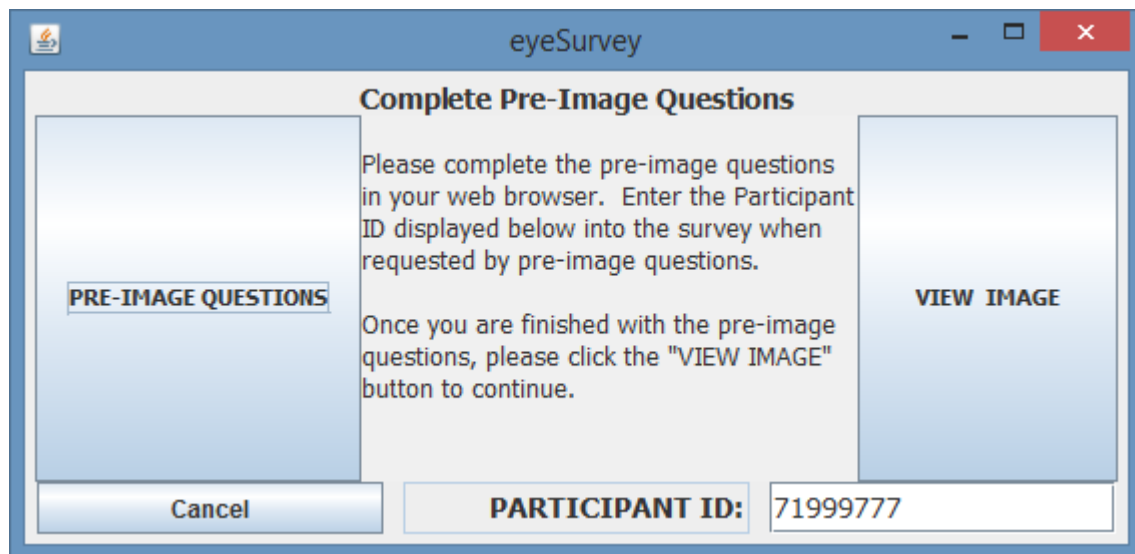 eyeSurvey
Complete Pre-Image Questions
PRE-IMAGE QUESTIONS
Please complete the pre-image questions
in your web browser.  Enter the Participant
ID displayed below into the survey when
requested by pre-image questions.
Once you are finished with the pre-image
questions, please click the "VIEW IMAGE"
button to continue.
VIEW  IMAGE
Cancel
PARTICIPANT ID:
71999777